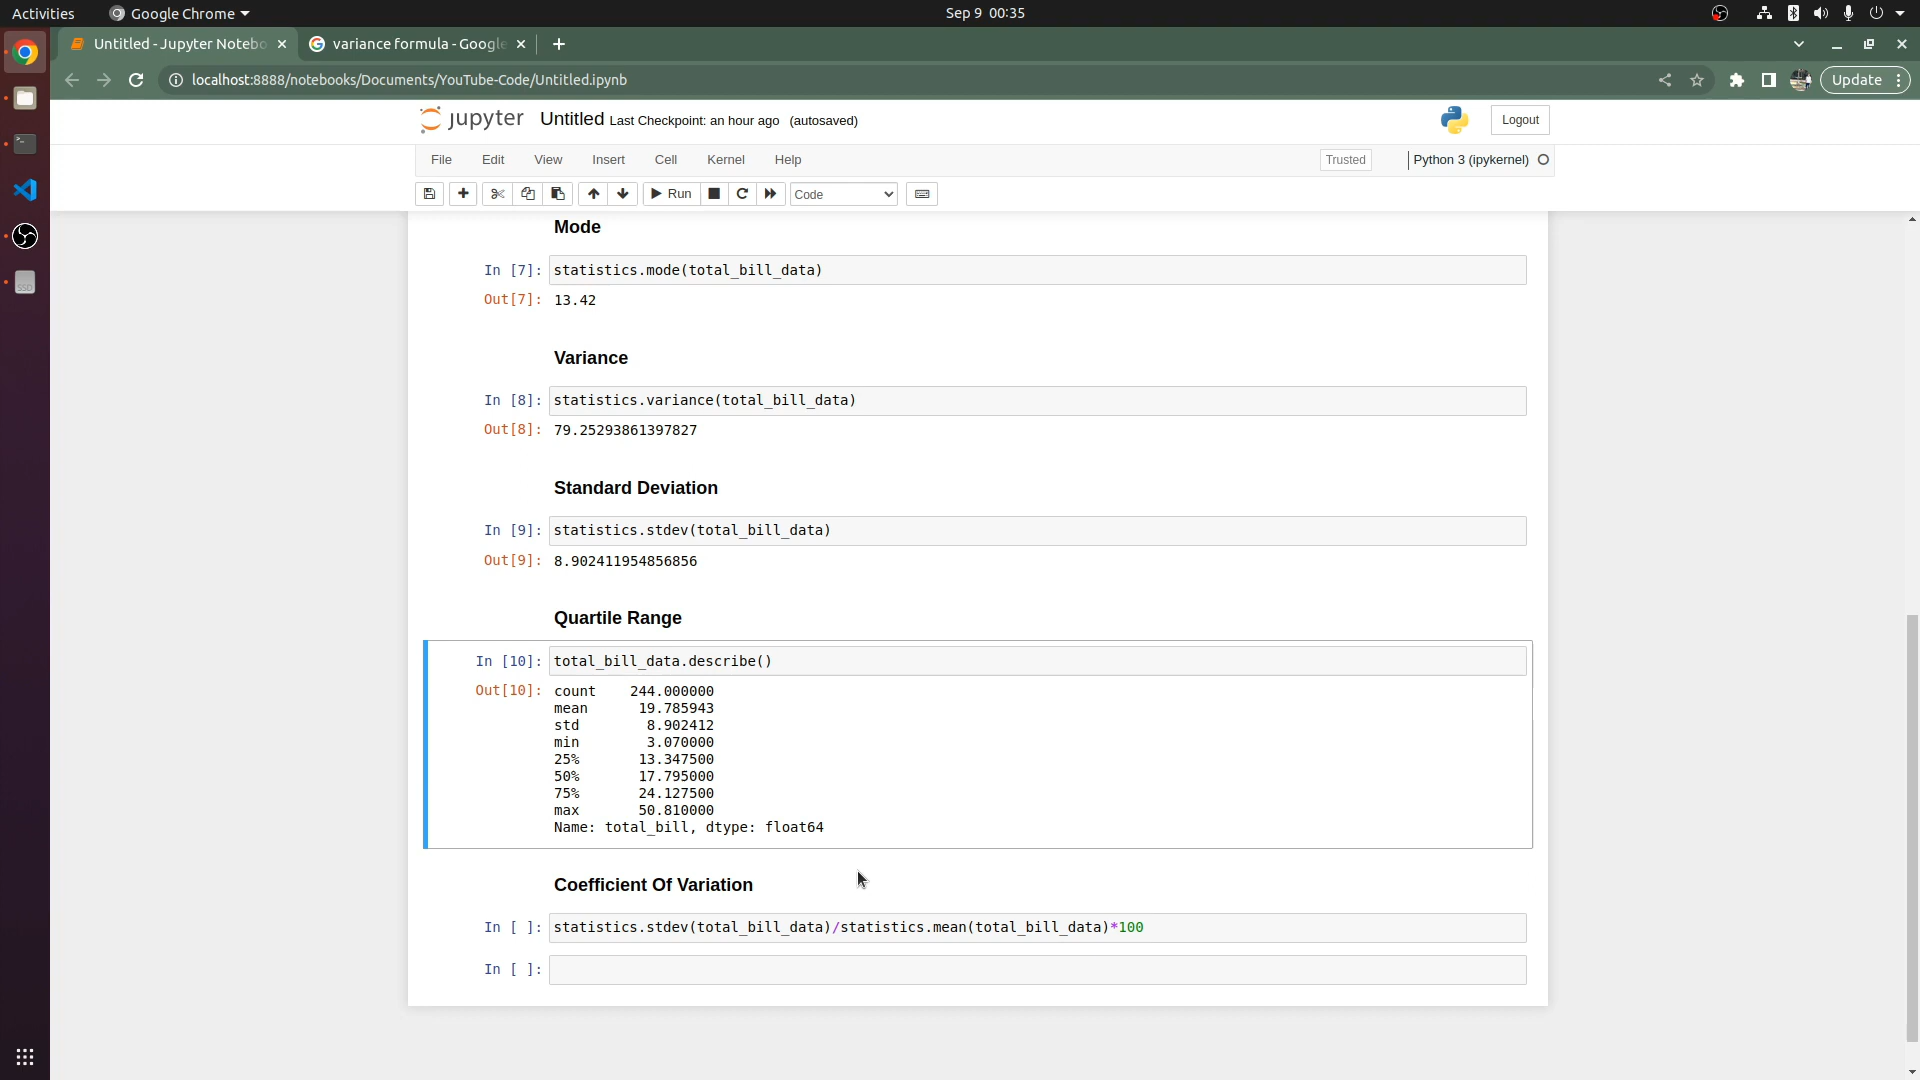 Activities
Google Chrome
Sep 9 00:35
Untitled - Jupyter Notebo
variance formula - Google
localhost:8888/notebooks/Documents/YouTube-Code/Untitled.ipynb
Update
jupyter
Untitled Last Checkpoint: an hour ago (autosaved)
Logout
File Edit View Insert Cell Kernel Help
Trusted
Python 3 (ipykernel)
Run
Code
Mode
In [7]: statistics.mode(total_bill_data)
Out[7]: 13.42
Variance
In [8]: statistics.variance(total_bill_data)
Out[8]: 79.25293861397827
Standard Deviation
In [9]: statistics.stdev(total_bill_data)
Out[9]: 8.902411954856856
Quartile Range
In [10]: total_bill_data.describe()
Out[10]: count 244.000000
mean 19.785943
std 8.902412
min 3.070000
25% 13.347500
50% 17.795000
75% 24.127500
max 50.810000
Name: total_bill, dtype: float64
Coefficient Of Variation
In [ ]: statistics.stdev(total_bill_data)/statistics.mean(total_bill_data)*100
In [ ]:
SSD